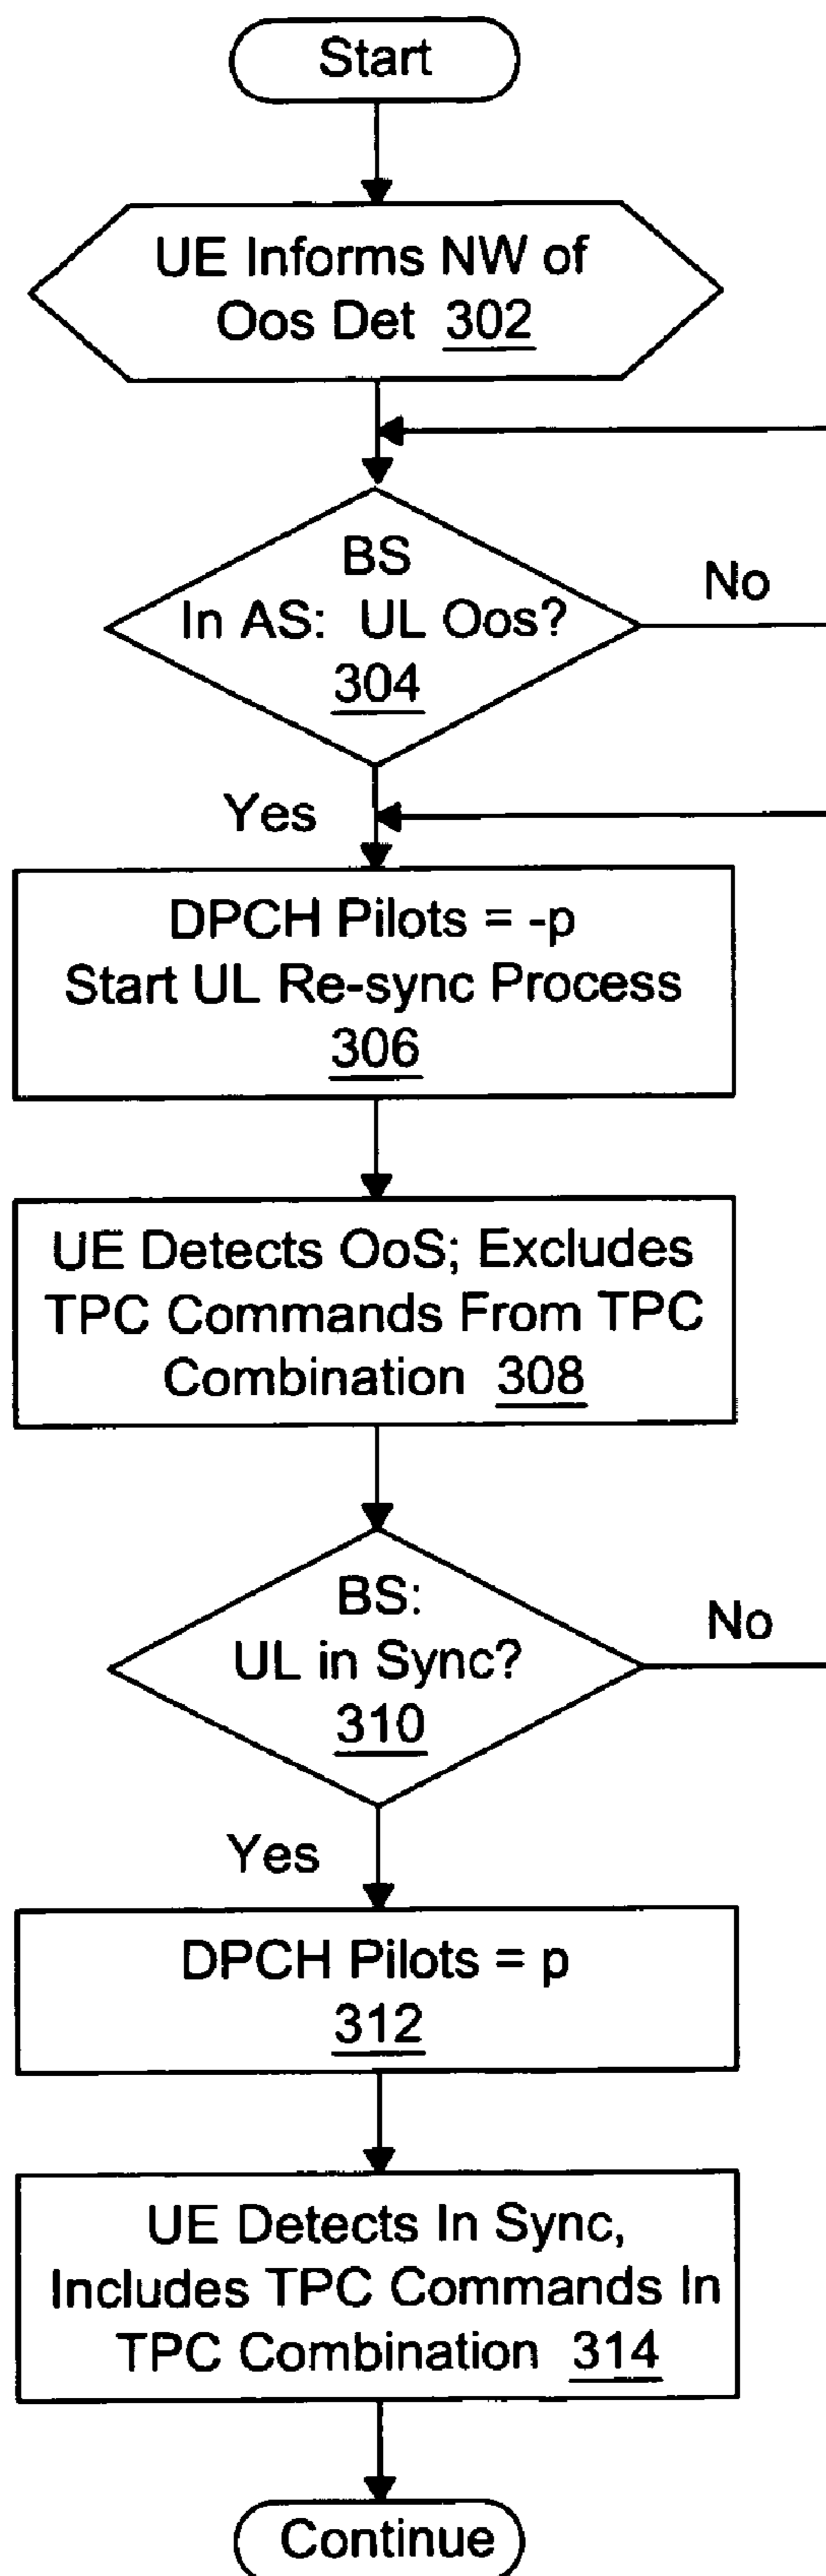 Start
UE Informs NW of
Oos Det 302
BS
In AS: UL Oos?
304
No
Yes
DPCH Pilots = -p
Start UL Re-sync Process
306
UE Detects OoS; Excludes
TPC Commands From TPC
Combination 308
BS:
UL in Sync?
310
No
Yes
DPCH Pilots = p
312
UE Detects In Sync,
Includes TPC Commands In
TPC Combination 314
Continue